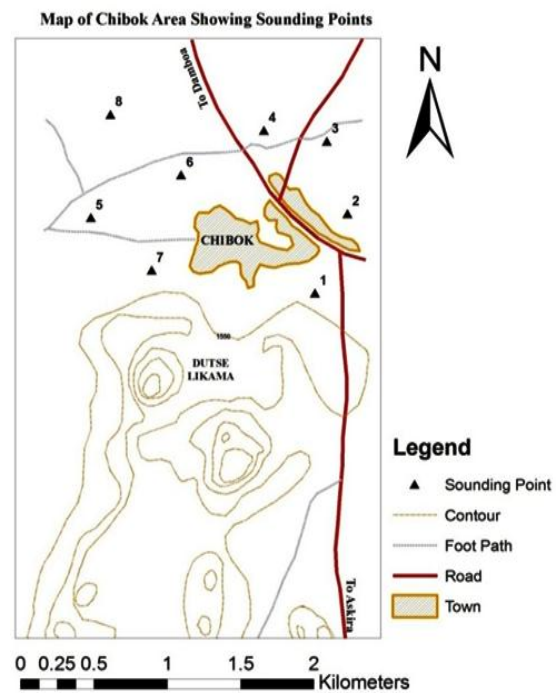 Map of Chibok Area Showing Sounding Points
To Damboa
N
8
4
3
6
5
2
CHIBOK
7
1
DUTSE
LIKAMA
Legend
Sounding Point
Contour
Foot Path
Road
Town
To Askira
0 0.25 0.5 1 1.5 2
Kilometers